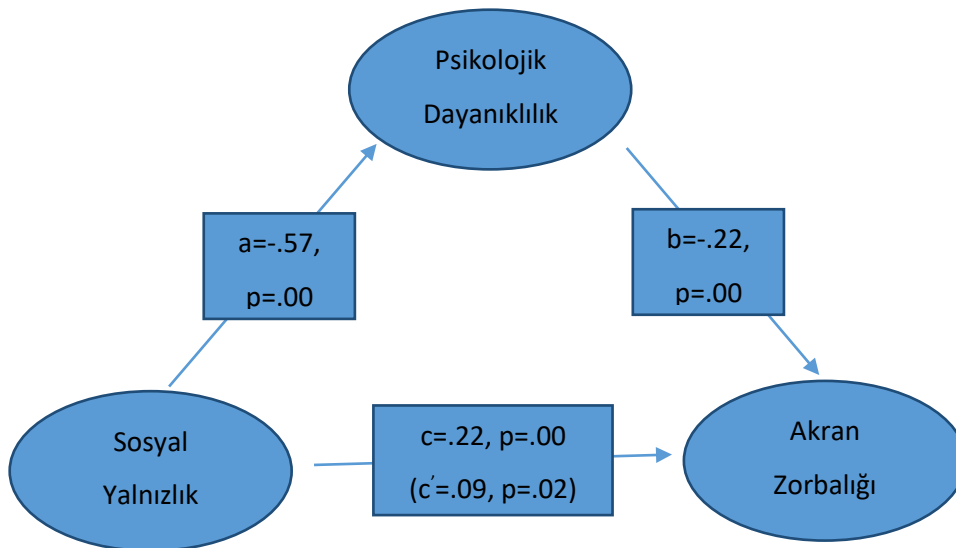 Psikolojik
Dayanıklılık
a=-.57,
p=.00
b=-.22,
p=.00
Sosyal
Yalnızlık
c=.22, p=.00
(c′=.09, p=.02)
Akran
Zorbalığı